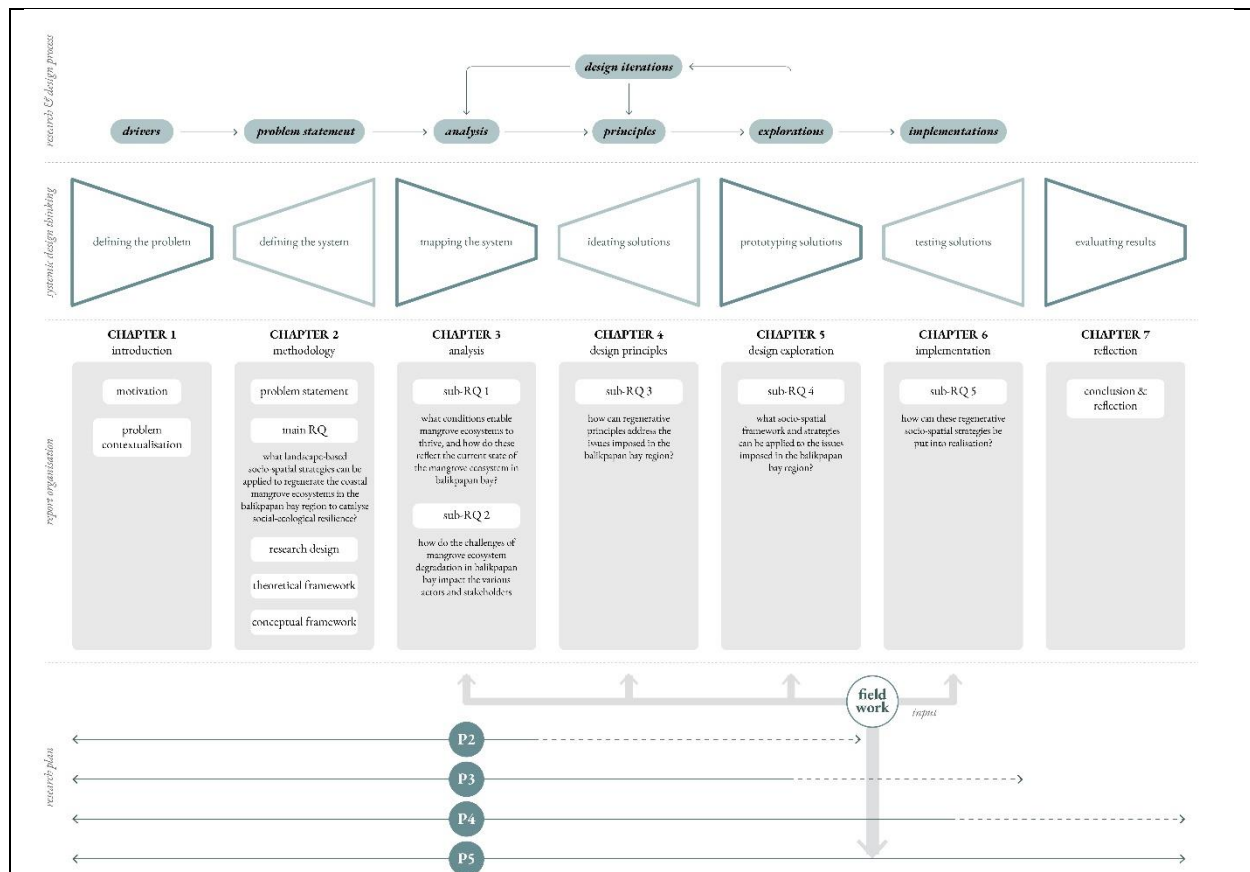 research & design process
design iterations
drivers
problem statement
analysis
principles
explorations
implementations
systemic design thinking
defining the problem
defining the system
mapping the system
ideating solutions
prototyping solutions
testing solutions
evaluating results
report organisation
CHAPTER 1
introduction
motivation
problem
contextualisation
CHAPTER 2
methodology
problem statement
main RQ
what landscape-based
socio-spatial strategies can be
applied to regenerate the coastal
mangrove ecosystems in the
balikpapan bay region to catalyse
social-ecological resilience?
research design
theoretical framework
conceptual framework
CHAPTER 3
analysis
sub-RQ 1
what conditions enable
mangrove ecosystems to
thrive, and how do these
reflect the current state of
the mangrove ecosystem in
balikpapan bay?
sub-RQ 2
how do the challenges of
mangrove ecosystem
degradation in balikpapan
bay impact the various
actors and stakeholders
CHAPTER 4
design principles
sub-RQ 3
how can regenerative
principles address the
issues imposed in the
balikpapan bay region?
CHAPTER 5
design exploration
sub-RQ 4
what socio-spatial
framework and strategies
can be applied to the issues
imposed in the balikpapan
bay region?
CHAPTER 6
implementation
sub-RQ 5
how can these regenerative
socio-spatial strategies be
put into realisation?
CHAPTER 7
reflection
conclusion &
reflection
research plan
field
work
input
P2
P3
P4
P5